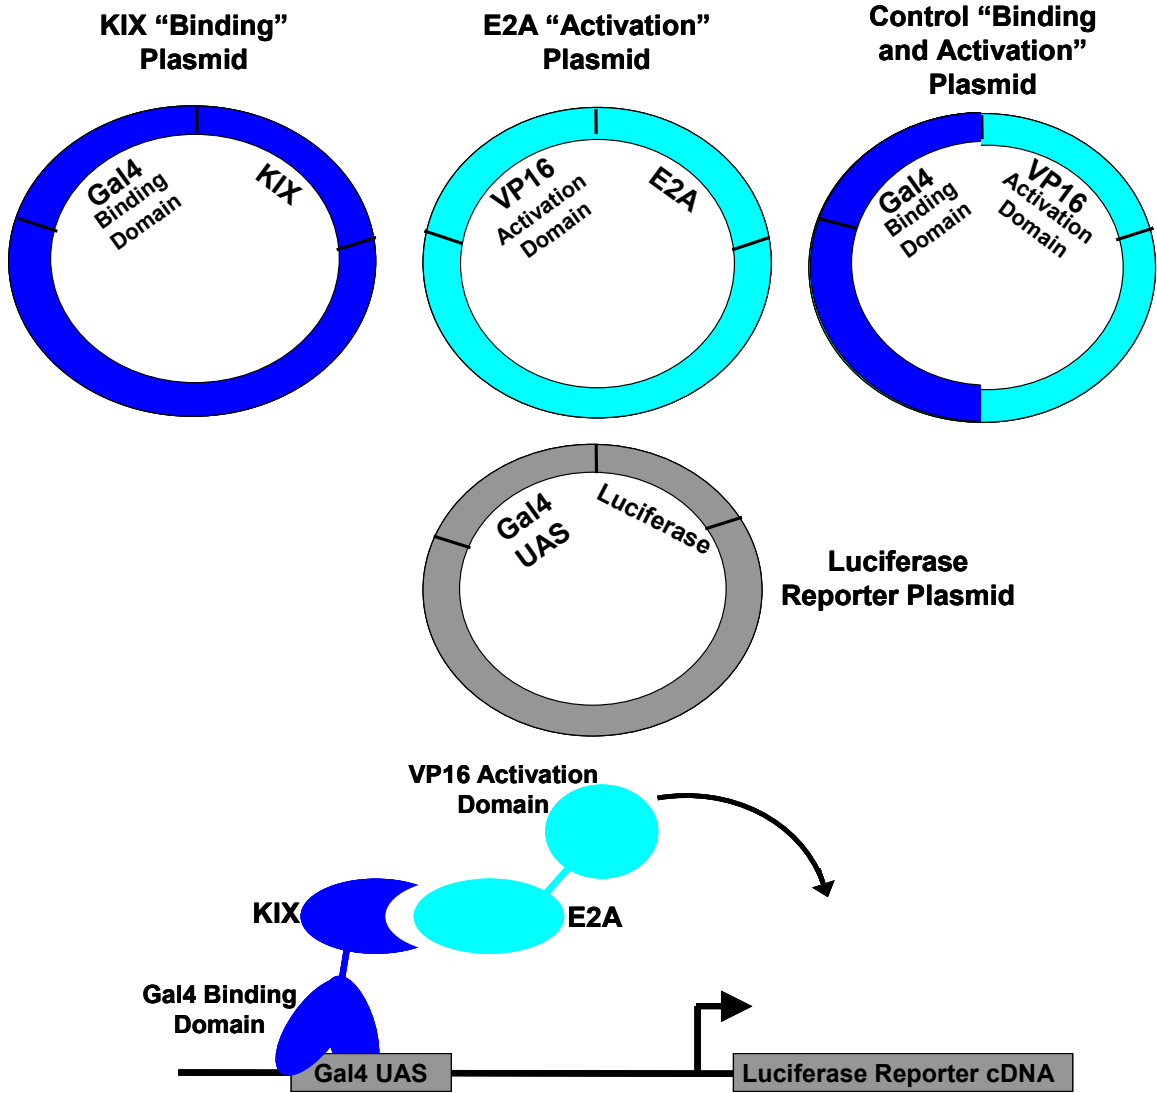 KIX “Binding”
Plasmid
E2A “Activation”
Plasmid
Control “Binding
and Activation”
Plasmid
Gal4
Binding
Domain
KIX
VP16
Activation
Domain
E2A
Gal4
Binding
Domain
VP16
Activation
Domain
Gal4
UAS
Luciferase
Luciferase
Reporter Plasmid
VP16 Activation
Domain
KIX
E2A
Gal4 Binding
Domain
Gal4 UAS
Luciferase Reporter cDNA